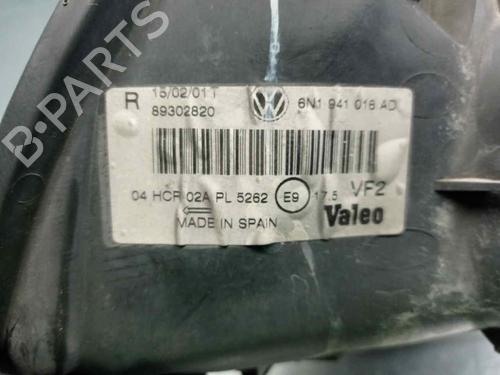 B-PARTS
R 15/02/01 T 6N1 941 016 AD
89302820
04 HCR 02A PL 5262 E9 17.5 VF2
MADE IN SPAIN Valeo